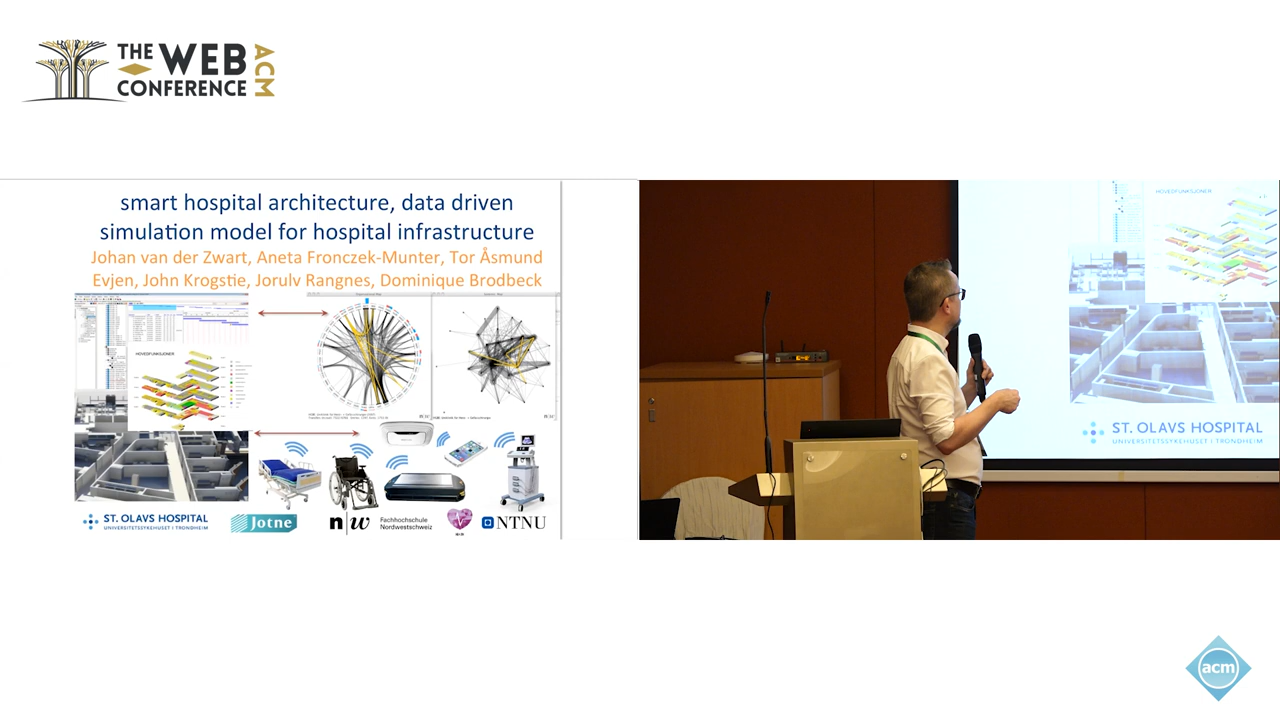 THE WEB
CONFERENCE
ACM
smart hospital architecture, data driven
simulation model for hospital infrastructure
Johan van der Zwart, Aneta Fronczek-Munter, Tor Åsmund
Evjen, John Krogstie, Jorulv Rangnes, Dominique Brodbeck
HOVEDFUNKSJONER
ST. OLAVS HOSPITAL
UNIVERSITETSSYKEHUSET I TRONDHEIM
Jotne
n|w
Fachhochschule
Nordwestschweiz
NTNU
HOVEDFUNKSJONER
ST. OLAVS HOSPITAL
UNIVERSITETSSYKEHUSET I TRONDHEIM
acm